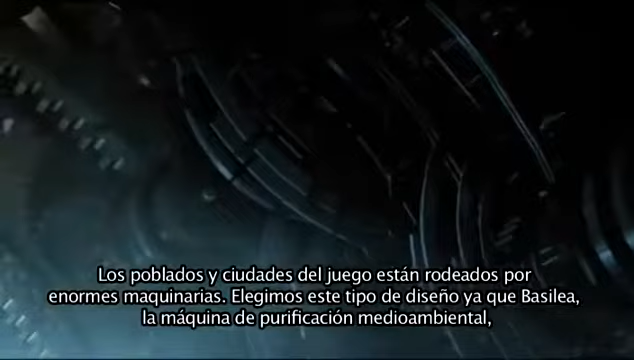 Los poblados y ciudades del juego están rodeados por
enormes maquinarias. Elegimos este tipo de diseño ya que Basilea,
la máquina de purificación medioambiental,